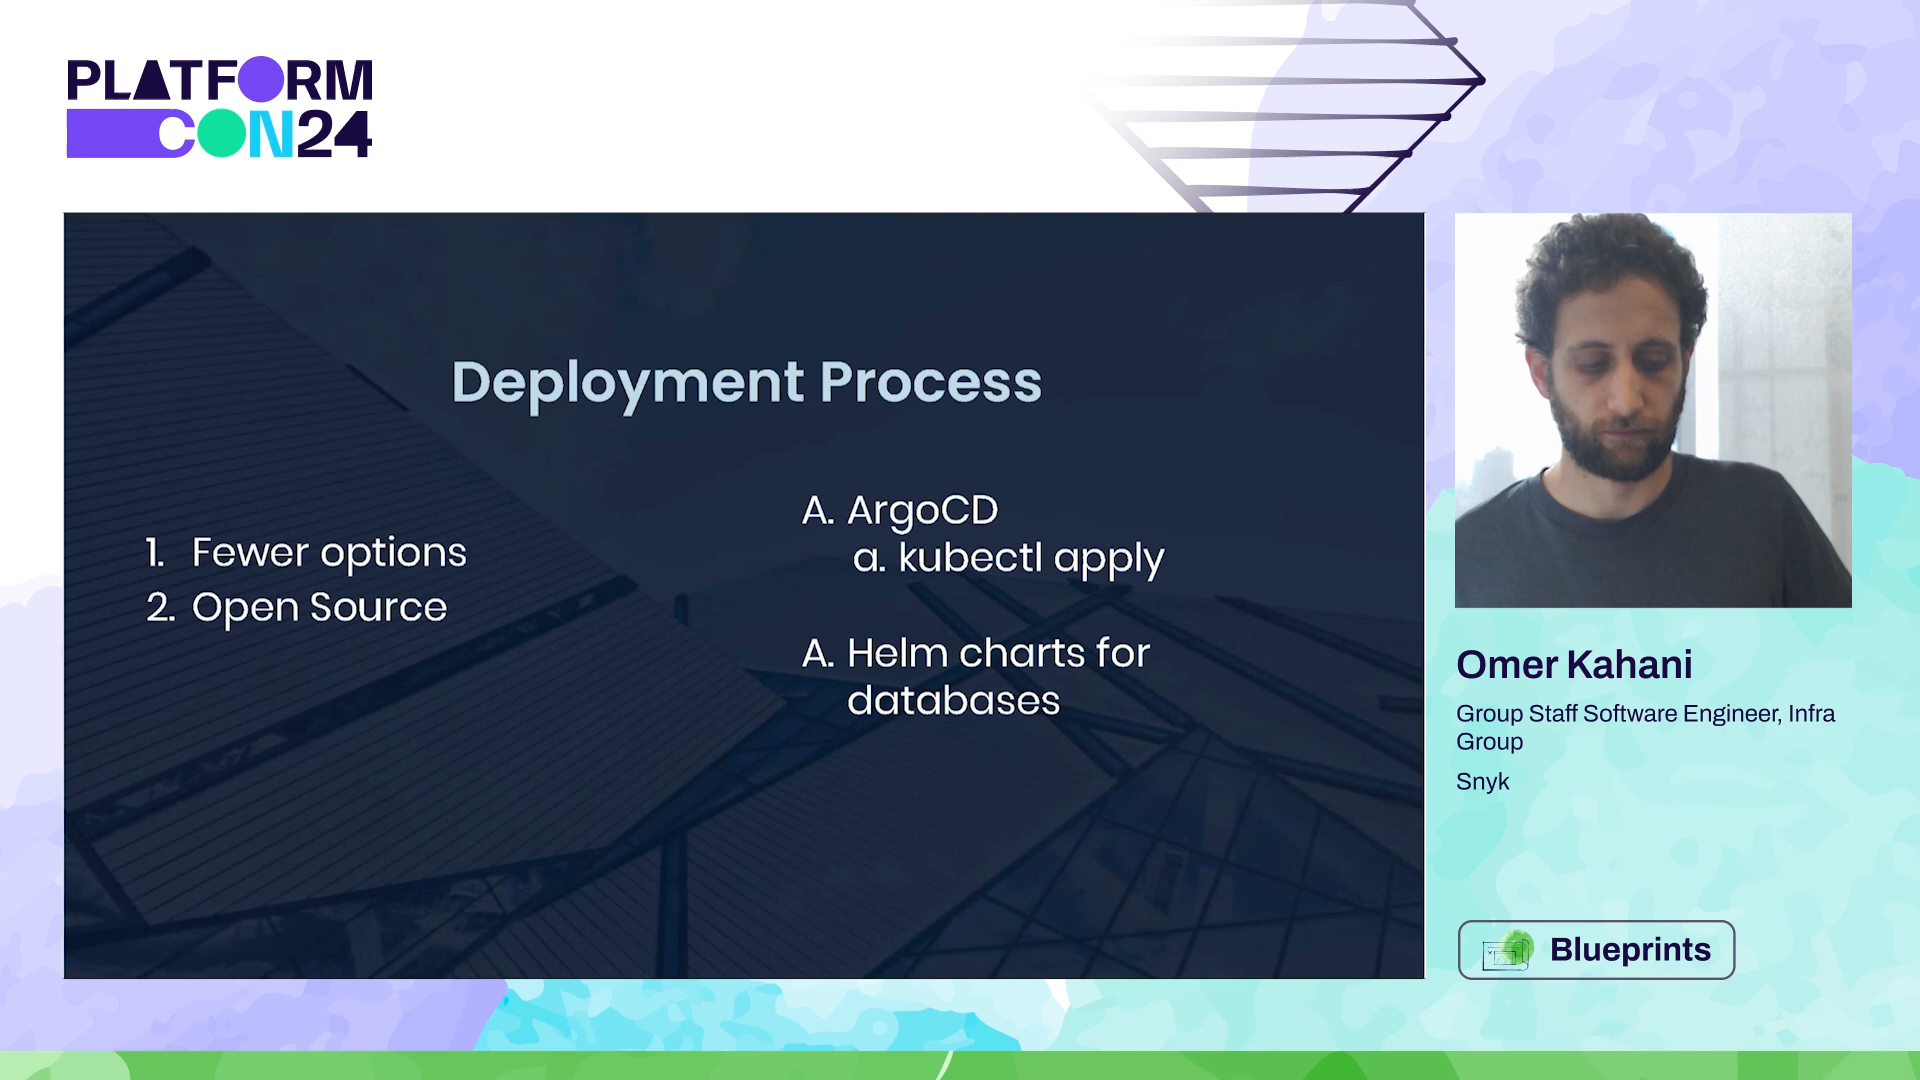 PLATFORM
CON24
Deployment Process
1. Fewer options
2. Open Source
A. ArgoCD
a. kubectl apply
A. Helm charts for
databases
Omer Kahani
Group Staff Software Engineer, Infra
Group
Snyk
Blueprints